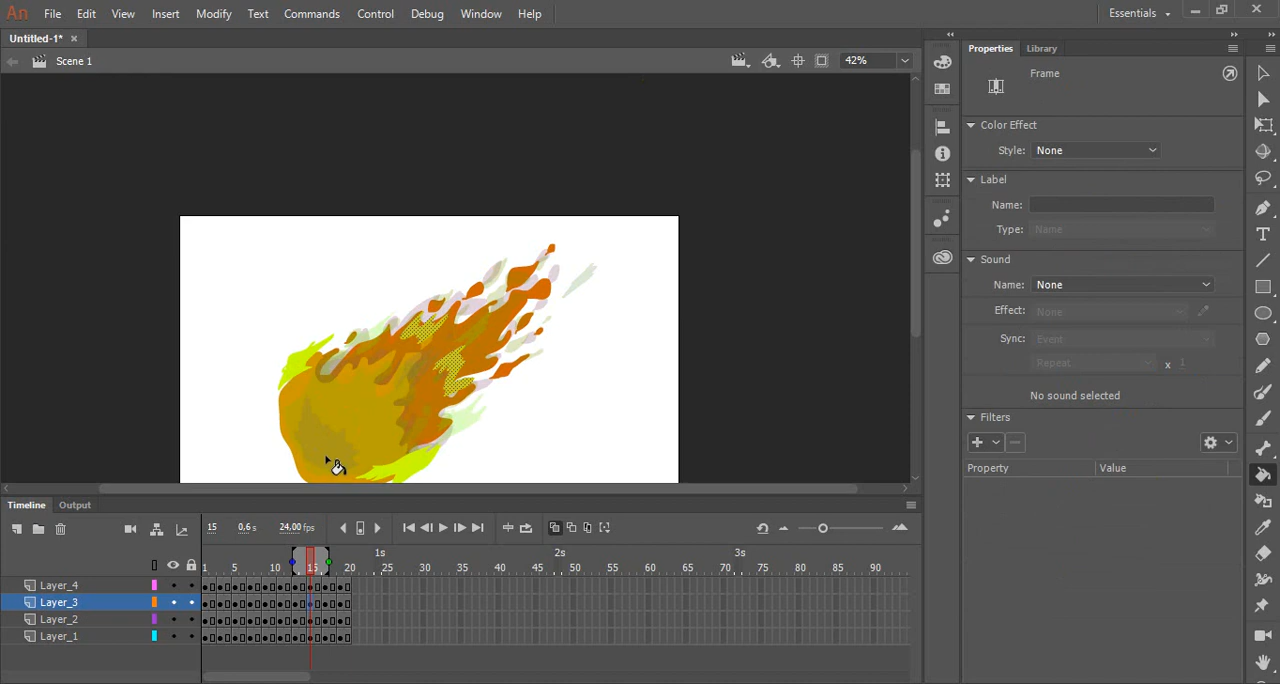 An File Edit View Insert Modify Text Commands Control Debug Window Help Essentials
Untitled-1* ×
Scene 1 42%
Properties Library
Frame
Color Effect
Style: None
Label
Name:
Type: Name
Sound
Name: None
Effect: None
Sync: Event
Repeat x 1
No sound selected
Filters
Property Value
Timeline Output
15 0,6 s 24,00 fps
1s 2s 3s
1 5 10 15 20 25 30 35 40 45 50 55 60 65 70 75 80 85 90
Layer_4
Layer_3
Layer_2
Layer_1